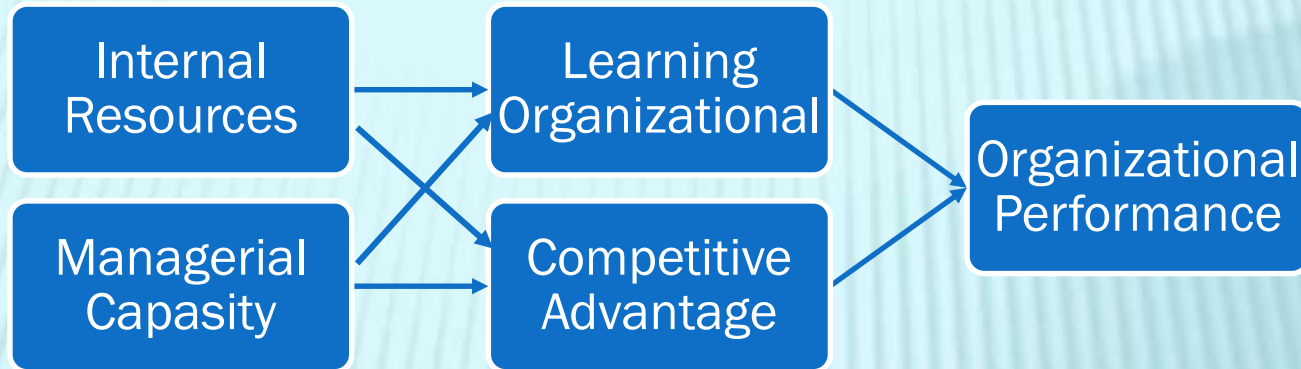 Internal
Resources
Learning
Organizational
Managerial
Capasity
Competitive
Advantage
Organizational
Performance